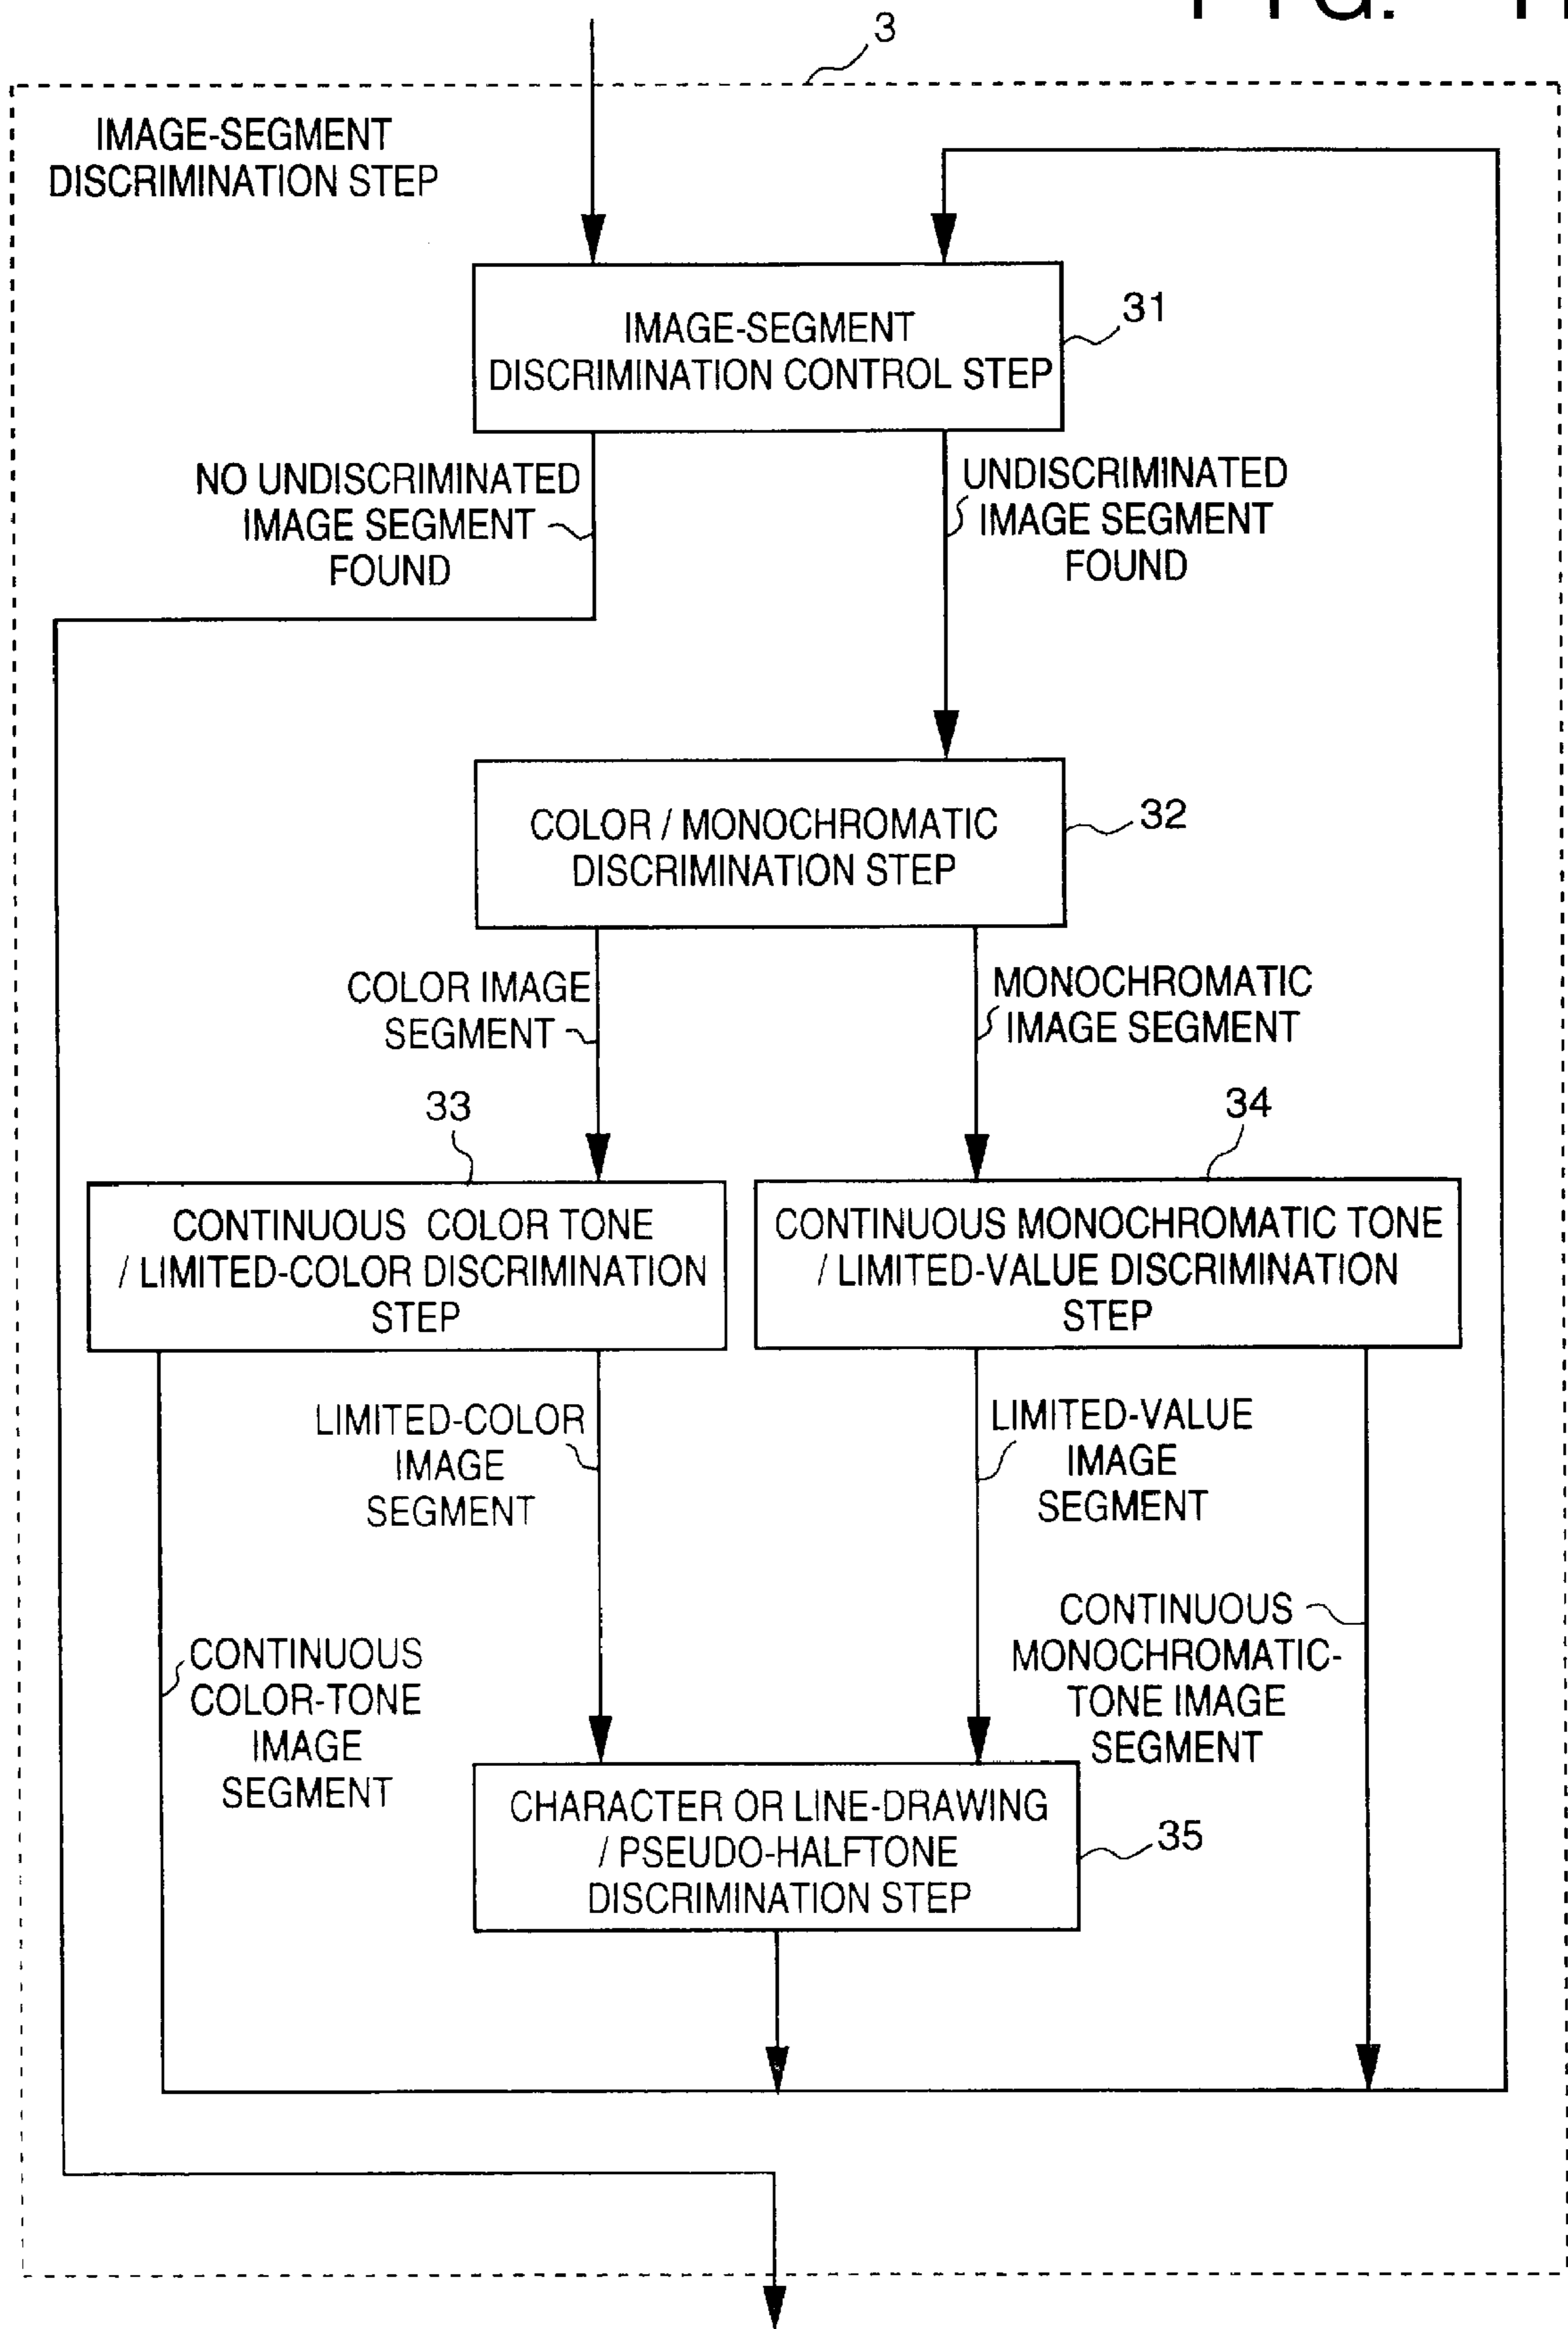 FIG.
3
IMAGE-SEGMENT
DISCRIMINATION STEP
IMAGE-SEGMENT
DISCRIMINATION CONTROL STEP
31
NO UNDISCRIMINATED
IMAGE SEGMENT
FOUND
UNDISCRIMINATED
IMAGE SEGMENT
FOUND
COLOR / MONOCHROMATIC
DISCRIMINATION STEP
32
COLOR IMAGE
SEGMENT
MONOCHROMATIC
IMAGE SEGMENT
33
34
CONTINUOUS COLOR TONE
/ LIMITED-COLOR DISCRIMINATION
STEP
CONTINUOUS MONOCHROMATIC TONE
/ LIMITED-VALUE DISCRIMINATION
STEP
LIMITED-COLOR
IMAGE
SEGMENT
LIMITED-VALUE
IMAGE
SEGMENT
CONTINUOUS
COLOR-TONE
IMAGE
SEGMENT
CONTINUOUS
MONOCHROMATIC-
TONE IMAGE
SEGMENT
CHARACTER OR LINE-DRAWING
/ PSEUDO-HALFTONE
DISCRIMINATION STEP
35